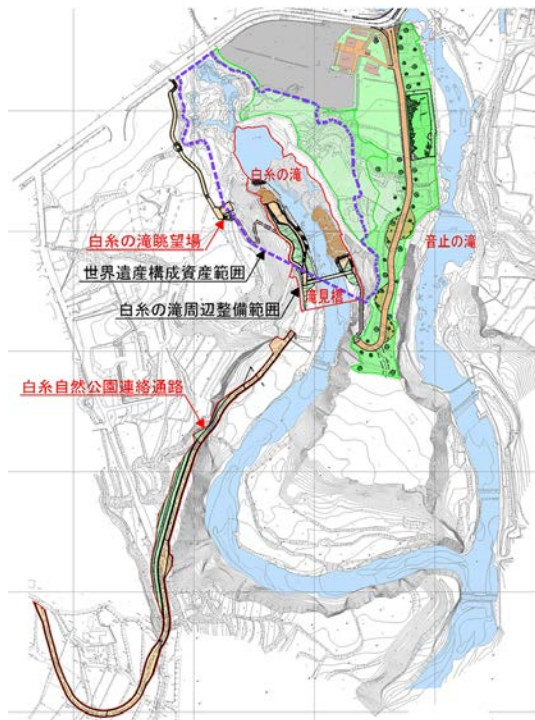 白糸の滝
音止の滝
白糸の滝眺望場
世界遺産構成資産範囲
白糸の滝周辺整備範囲
滝見橋
白糸自然公園連絡通路